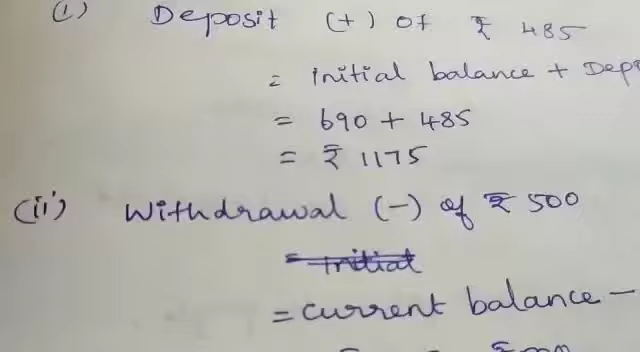 (i) Deposit (+) of ₹ 485
= initial balance + Dep
= 690 + 485
= ₹ 1175
(ii) Withdrawal (-) of ₹ 500
= Initial
= current balance -